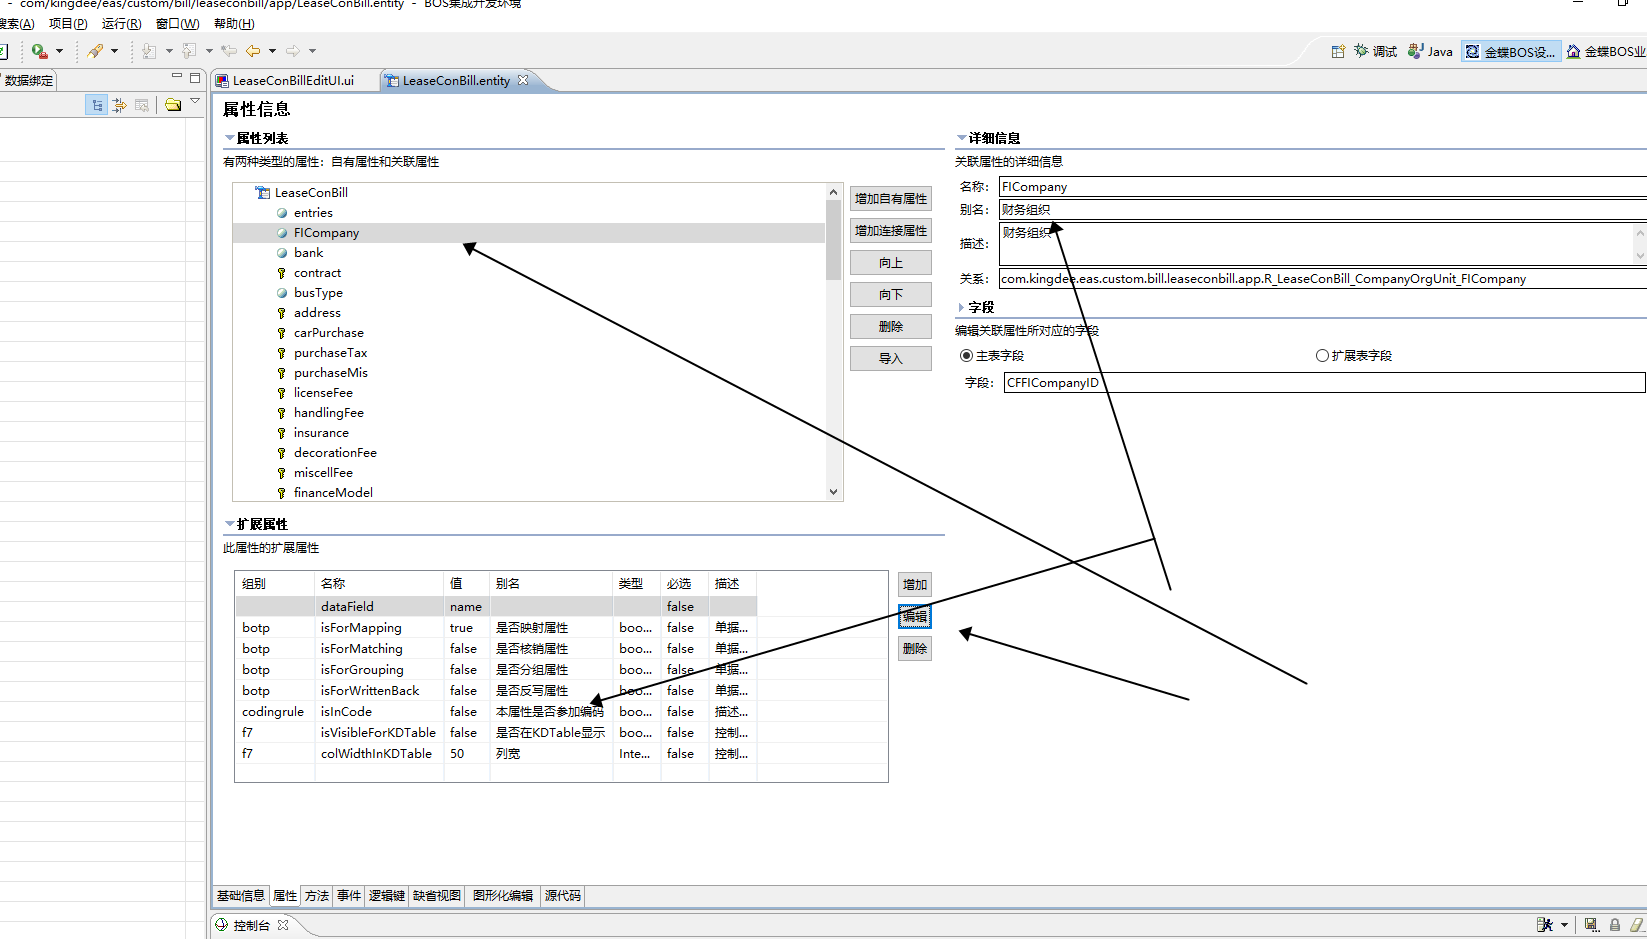 - com/kingdee/eas/custom/bill/leaseconbill/app/LeaseConBill.entity - BOS集成开发环境
搜索(A) 项目(P) 运行(R) 窗口(W) 帮助(H)
调试 Java 金蝶BOS设... 金蝶BOS业
数据绑定
LeaseConBillEditUI.ui LeaseConBill.entity
属性信息
属性列表
有两种类型的属性：自有属性和关联属性
LeaseConBill
entries
FICompany
bank
contract
busType
address
carPurchase
purchaseTax
purchaseMis
licenseFee
handlingFee
insurance
decorationFee
miscellFee
financeModel
增加自有属性
增加连接属性
向上
向下
删除
导入
详细信息
关联属性的详细信息
名称： FICompany
别名： 财务组织
描述： 财务组织
关系： com.kingdee.eas.custom.bill.leaseconbill.app.R_LeaseConBill_CompanyOrgUnit_FICompany
字段
编辑关联属性所对应的字段
主表字段 扩展表字段
字段： CFFICompanyID
扩展属性
此属性的扩展属性
组别 名称 值 别名 类型 必选 描述
dataField name false
botp isForMapping true 是否映射属性 boo... false 单据...
botp isForMatching false 是否核销属性 boo... false 单据...
botp isForGrouping false 是否分组属性 boo... false 单据...
botp isForWrittenBack false 是否反写属性 boo... false 单据...
codingrule isInCode false 本属性是否参加编码 boo... false 描述...
f7 isVisibleForKDTable false 是否在KDTable显示 boo... false 控制...
f7 colWidthInKDTable 50 列宽 Inte... false 控制...
增加
编辑
删除
基础信息 属性 方法 事件 逻辑键 缺省视图 图形化编辑 源代码
控制台